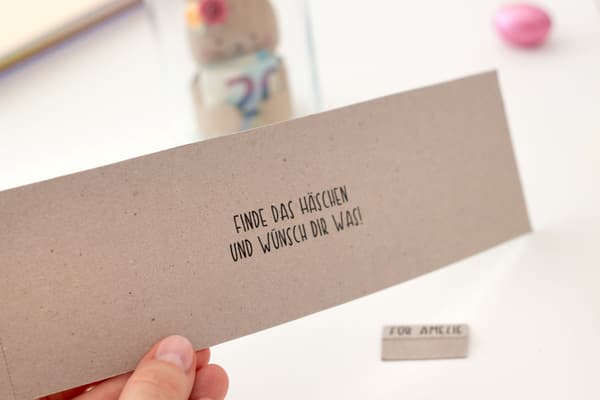 20
FINDE DAS HÄSCHEN
UND WÜNSCH DIR WAS!
FÜR AMELIE